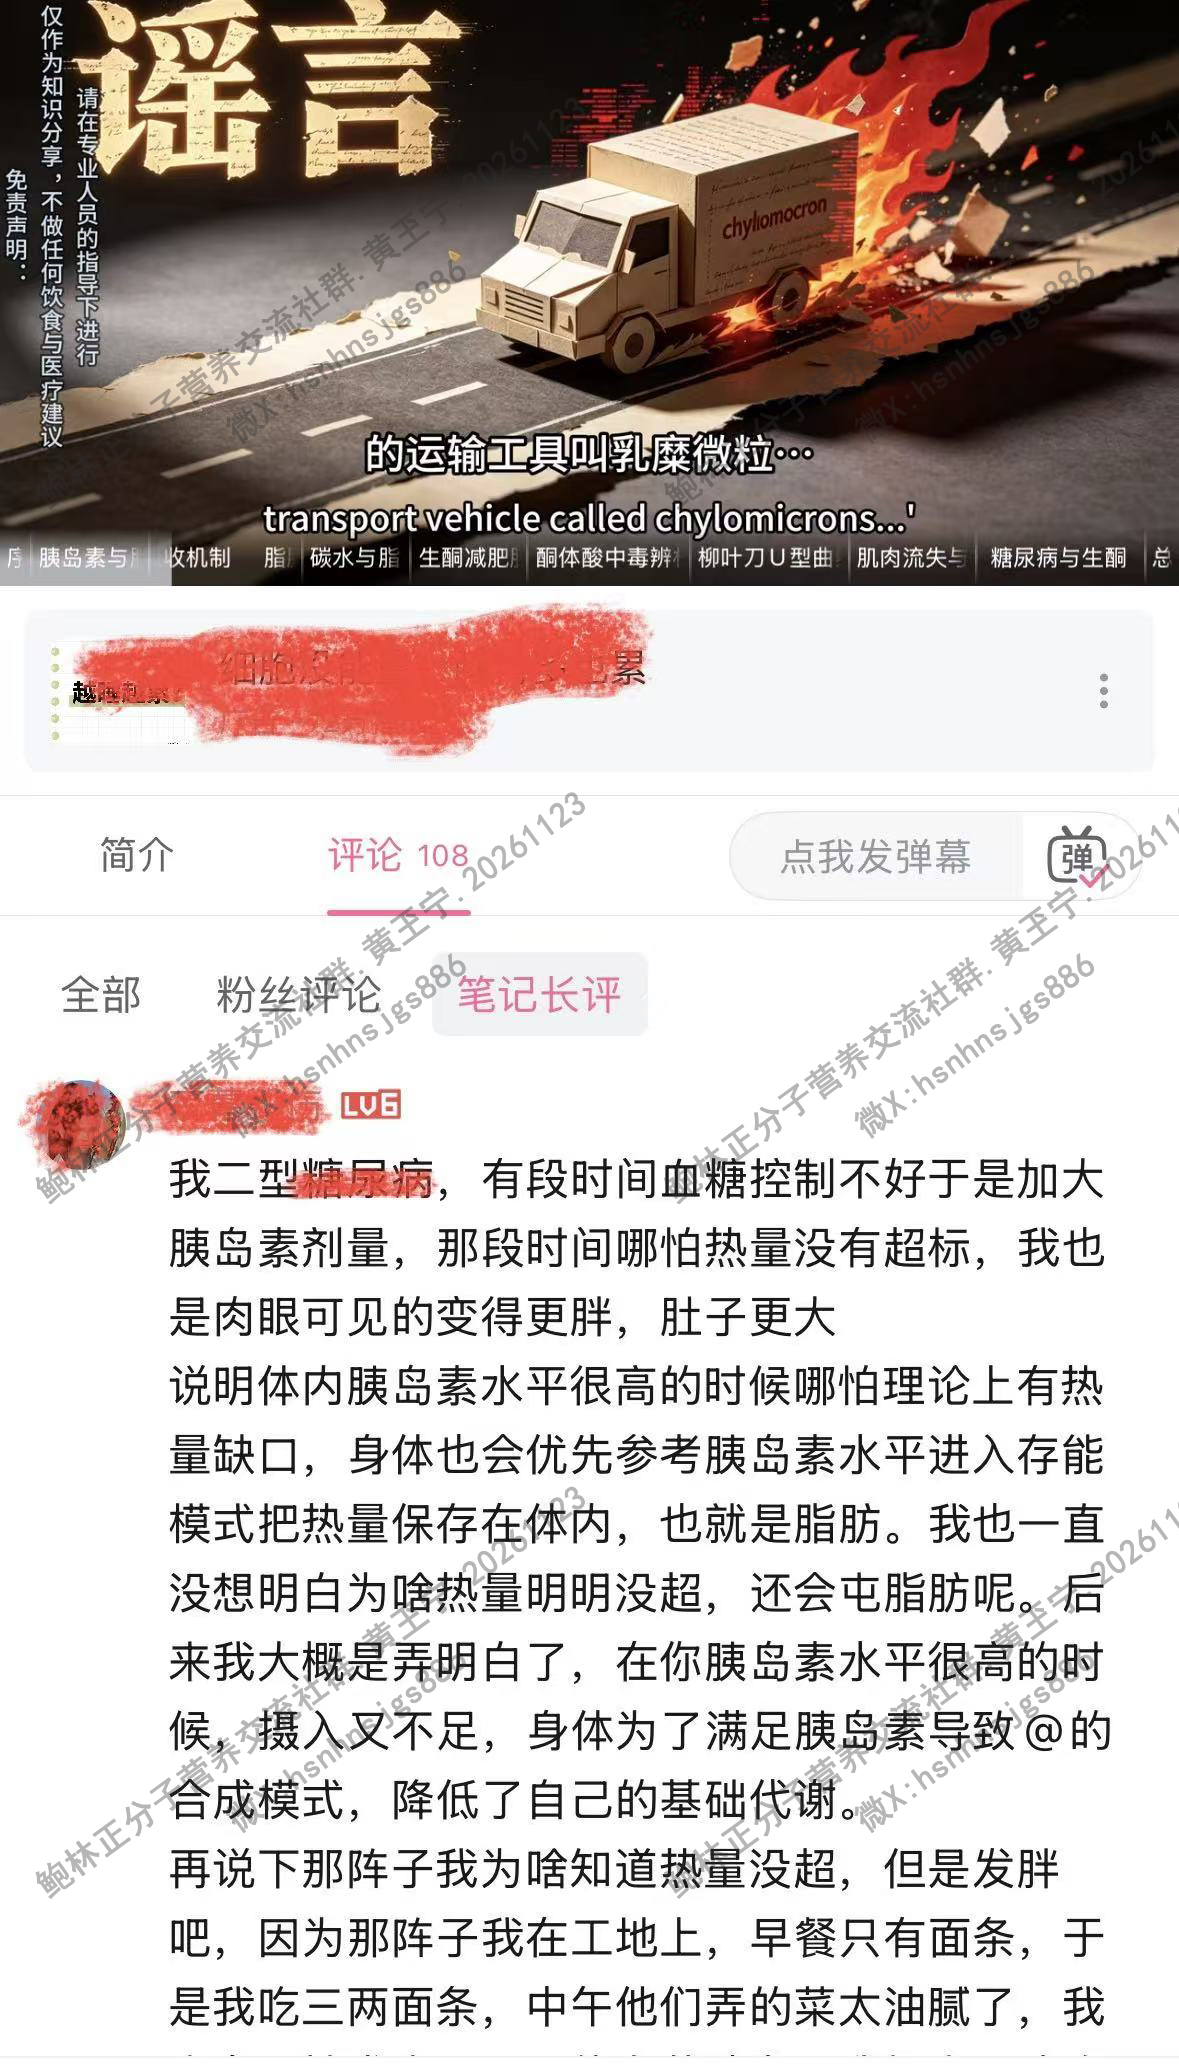 谣言
免责声明：
仅作为知识分享，不做任何饮食与医疗建议
请在专业人员的指导下进行
chyliomocron
的运输工具叫乳糜微粒…
transport vehicle called chylomicrons...'
胰岛素与
收机制
脂
碳水与脂
生酮减肥
酮体酸中毒辨
柳叶刀U型曲
肌肉流失与
糖尿病与生酮
总
简介
评论 108
点我发弹幕
弹
全部
粉丝评论
笔记长评
LV6
我二型糖尿病，有段时间血糖控制不好于是加大
胰岛素剂量，那段时间哪怕热量没有超标，我也
是肉眼可见的变得更胖，肚子更大
说明体内胰岛素水平很高的时候哪怕理论上有热
量缺口，身体也会优先参考胰岛素水平进入存能
模式把热量保存在体内，也就是脂肪。我也一直
没想明白为啥热量明明没超，还会屯脂肪呢。后
来我大概是弄明白了，在你胰岛素水平很高的时
候，摄入又不足，身体为了满足胰岛素导致@的
合成模式，降低了自己的基础代谢。
再说下那阵子我为啥知道热量没超，但是发胖
吧，因为那阵子我在工地上，早餐只有面条，于
是我吃三两面条，中午他们弄的菜太油腻了，我
鲍林正分子营养交流社群.黄王宁.20261123
微X:hsnhnsjgs886